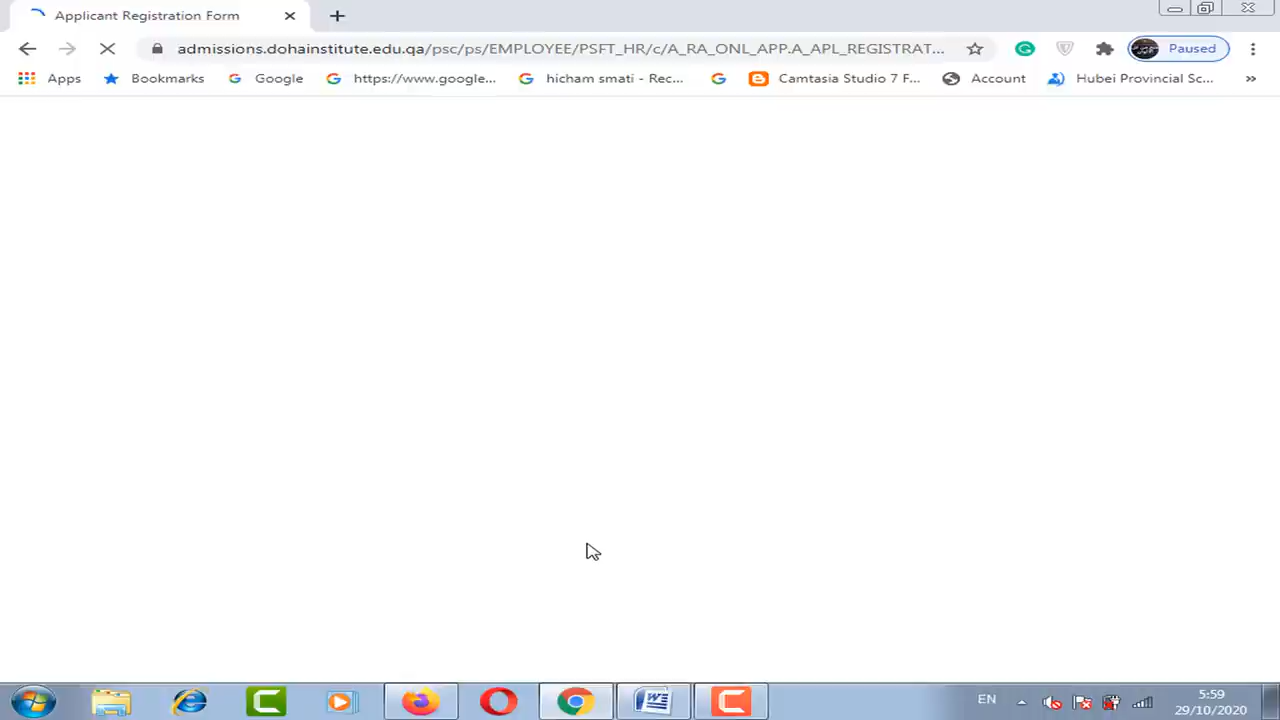 Applicant Registration Form
admissions.dohainstitute.edu.qa/psc/ps/EMPLOYEE/PSFT_HR/c/A_RA_ONL_APP.A_APL_REGISTRAT...
Paused
Apps
Bookmarks
Google
https://www.google...
hicham smati - Rec...
Camtasia Studio 7 F...
Account
Hubei Provincial Sc...
»
EN
5:59
29/10/2020